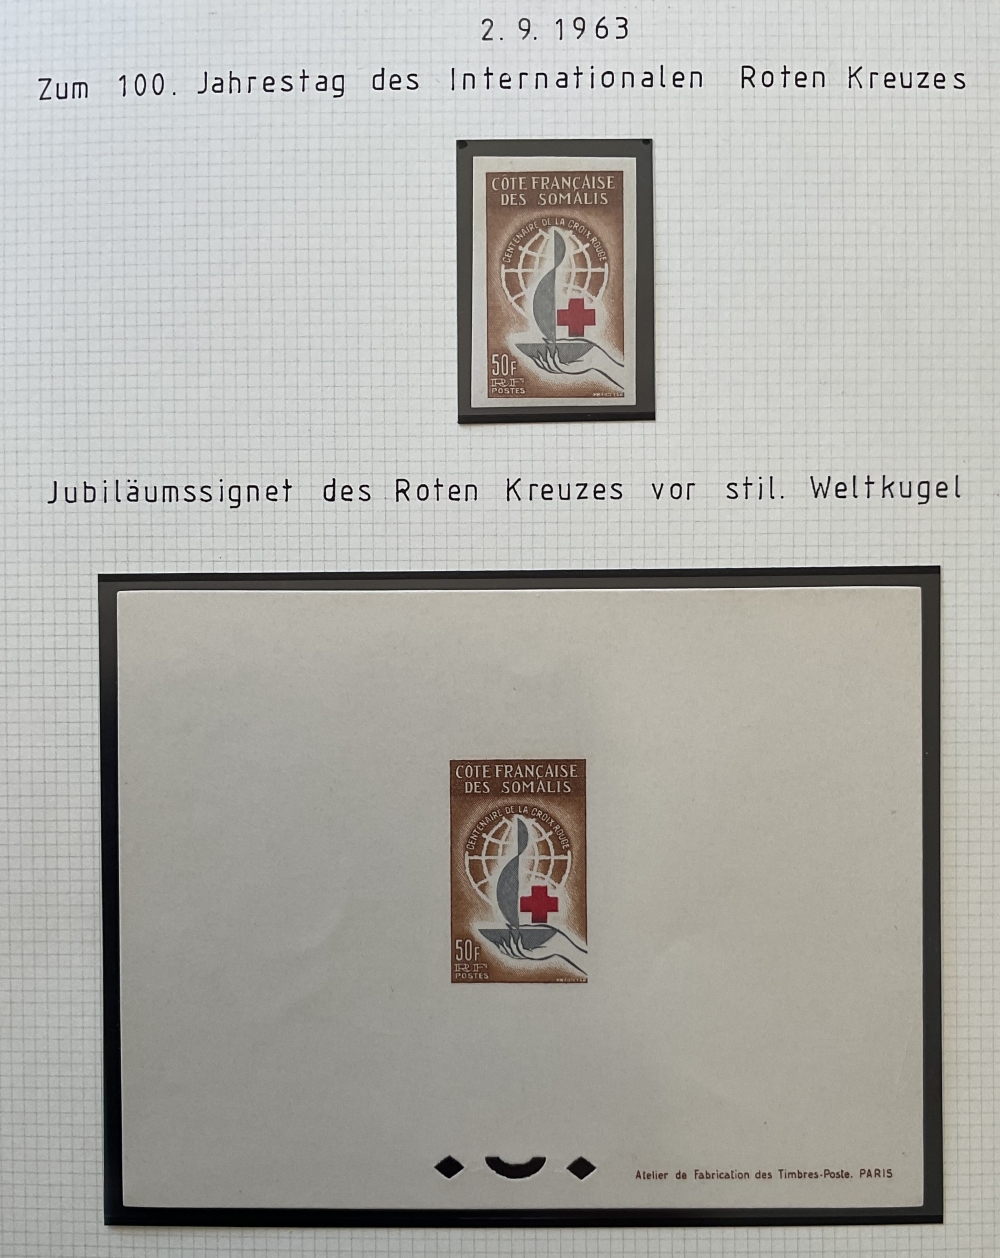 2. 9. 1963
Zum 100. Jahrestag des Internationalen Roten Kreuzes
CÔTE FRANÇAISE
DES SOMALIS
CENTENAIRE DE LA CROIX ROUGE
50F
RF
POSTES
Jubiläumssignet des Roten Kreuzes vor stil. Weltkugel
CÔTE FRANÇAISE
DES SOMALIS
CENTENAIRE DE LA CROIX ROUGE
50F
RF
POSTES
Atelier de Fabrication des Timbres-Poste. PARIS